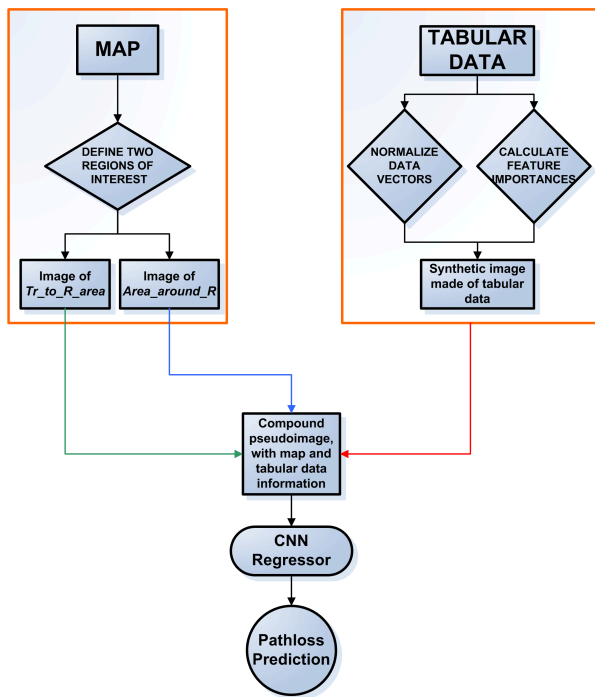 MAP
DEFINE TWO
REGIONS OF
INTEREST
Image of
Tr_to_R_area
Image of
Area_around_R
TABULAR
DATA
NORMALIZE
DATA
VECTORS
CALCULATE
FEATURE
IMPORTANCES
Synthetic image
made of tabular
data
Compound
pseudoimage,
with map and
tabular data
information
CNN
Regressor
Pathloss
Prediction